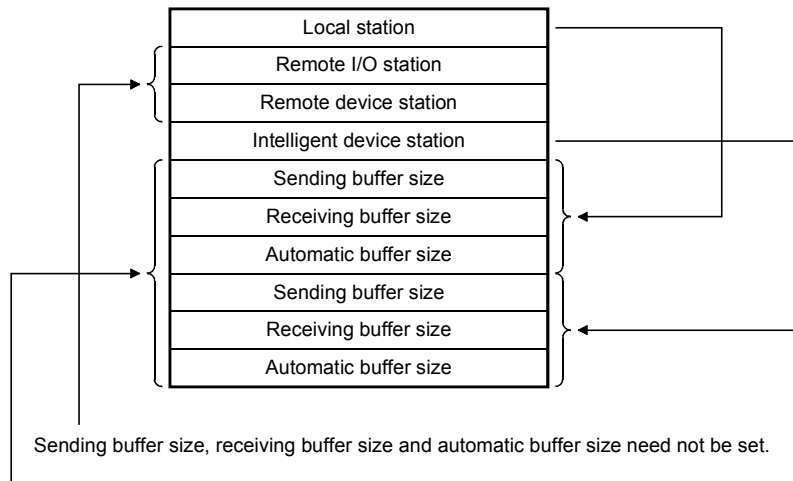 Local station
Remote I/O station
Remote device station
Intelligent device station
Sending buffer size
Receiving buffer size
Automatic buffer size
Sending buffer size
Receiving buffer size
Automatic buffer size
Sending buffer size, receiving buffer size and automatic buffer size need not be set.